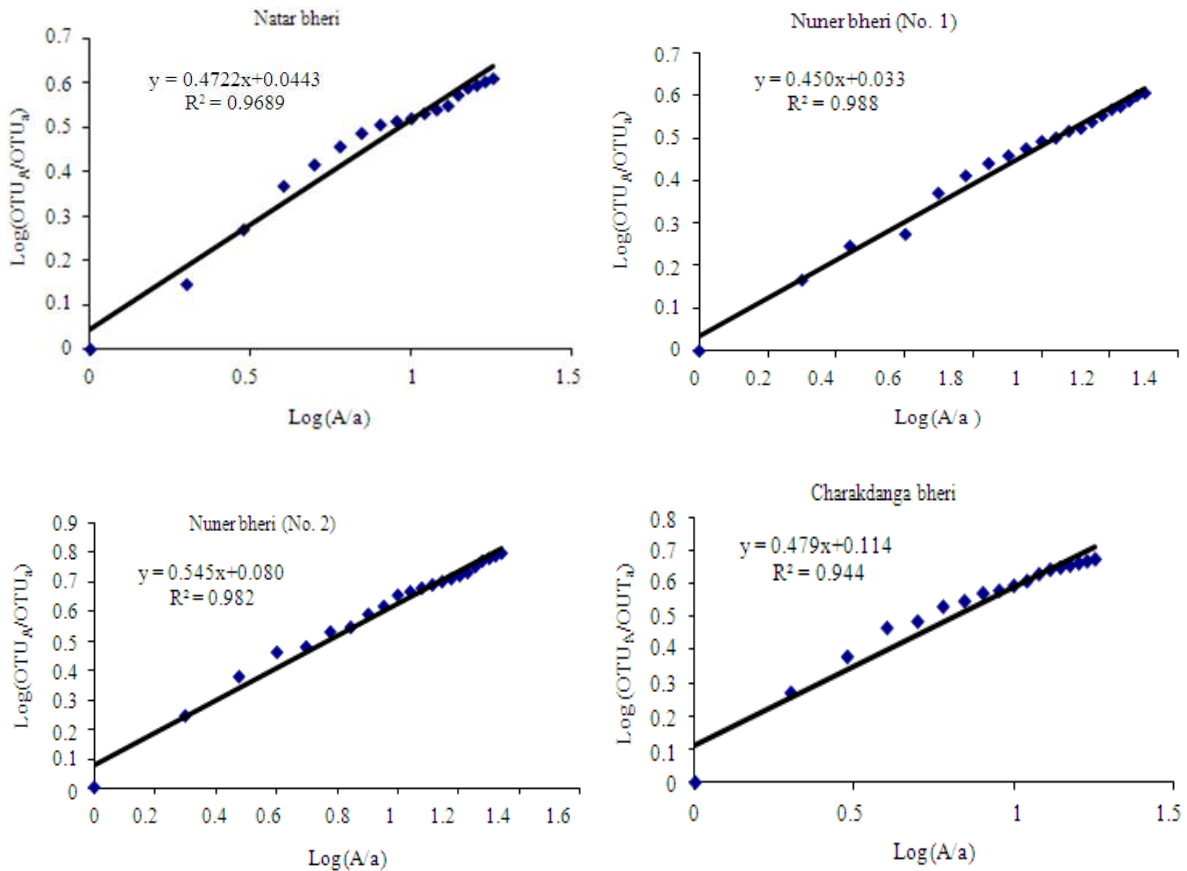 Natar bheri
y = 0.4722x+0.0443
R² = 0.9689
Log(OTU_A/OTU_a)
0.7
0.6
0.5
0.4
0.3
0.2
0.1
0
0 0.5 1 1.5
Log(A/a)
Nuner bheri (No. 1)
y = 0.450x+0.033
R² = 0.988
Log(OTU_A/OTU_a)
0.7
0.6
0.5
0.4
0.3
0.2
0.1
0
0 0.2 0.4 0.6 1.8 1 1.2 1.4
Log(A/a )
Nuner bheri (No. 2)
y = 0.545x+0.080
R² = 0.982
Log(OTU_A/OTU_a)
0.9
0.8
0.7
0.6
0.5
0.4
0.3
0.2
0.1
0
0 0.2 0.4 0.6 0.8 1 1.2 1.4 1.6
Log(A/a)
Charakdanga bheri
y = 0.479x+0.114
R² = 0.944
Log (OTU_A/OUT_a)
0.8
0.7
0.6
0.5
0.4
0.3
0.2
0.1
0
0 0.5 1 1.5
Log(A/a)